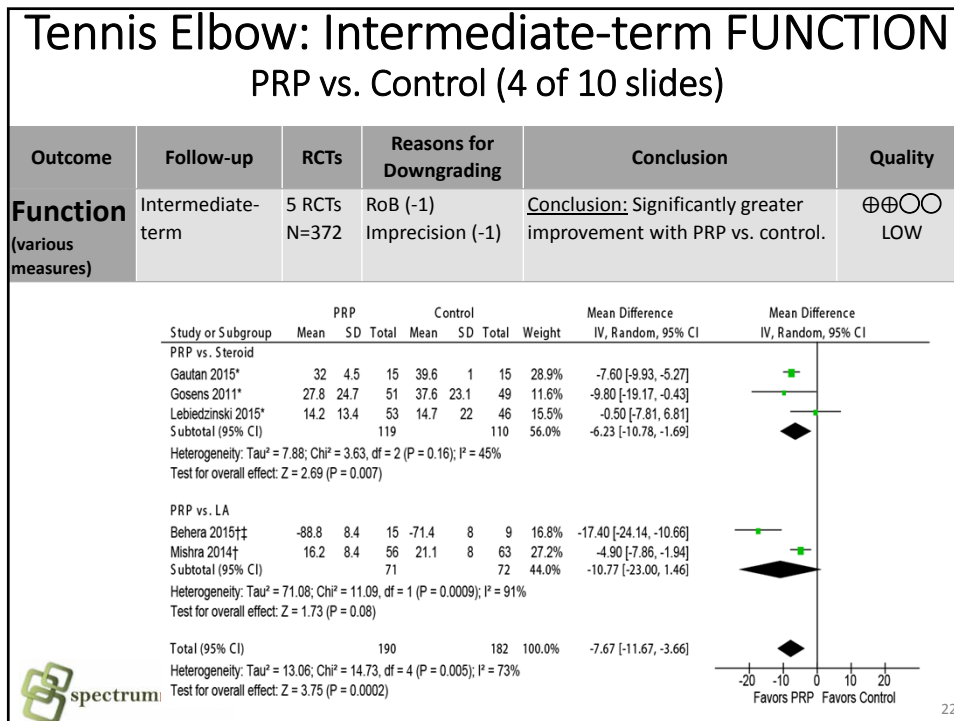 Tennis Elbow: Intermediate-term FUNCTION
PRP vs. Control (4 of 10 slides)
Outcome Follow-up RCTs Reasons for Downgrading Conclusion Quality
Function (various measures) Intermediate-term 5 RCTs N=372 RoB (-1) Imprecision (-1) Conclusion: Significantly greater improvement with PRP vs. control. ⊕⊕○○ LOW
PRP Control Mean Difference Mean Difference
Study or Subgroup Mean SD Total Mean SD Total Weight IV, Random, 95% CI IV, Random, 95% CI
PRP vs. Steroid
Gautan 2015* 32 4.5 15 39.6 1 15 28.9% -7.60 [-9.93, -5.27]
Gosens 2011* 27.8 24.7 51 37.6 23.1 49 11.6% -9.80 [-19.17, -0.43]
Lebiedzinski 2015* 14.2 13.4 53 14.7 22 46 15.5% -0.50 [-7.81, 6.81]
Subtotal (95% CI) 119 110 56.0% -6.23 [-10.78, -1.69]
Heterogeneity: Tau² = 7.88; Chi² = 3.63, df = 2 (P = 0.16); I² = 45%
Test for overall effect: Z = 2.69 (P = 0.007)
PRP vs. LA
Behera 2015†‡ -88.8 8.4 15 -71.4 8 9 16.8% -17.40 [-24.14, -10.66]
Mishra 2014† 16.2 8.4 56 21.1 8 63 27.2% -4.90 [-7.86, -1.94]
Subtotal (95% CI) 71 72 44.0% -10.77 [-23.00, 1.46]
Heterogeneity: Tau² = 71.08; Chi² = 11.09, df = 1 (P = 0.0009); I² = 91%
Test for overall effect: Z = 1.73 (P = 0.08)
Total (95% CI) 190 182 100.0% -7.67 [-11.67, -3.66]
Heterogeneity: Tau² = 13.06; Chi² = 14.73, df = 4 (P = 0.005); I² = 73%
Test for overall effect: Z = 3.75 (P = 0.0002)
-20 -10 0 10 20
Favors PRP Favors Control
spectrum
22